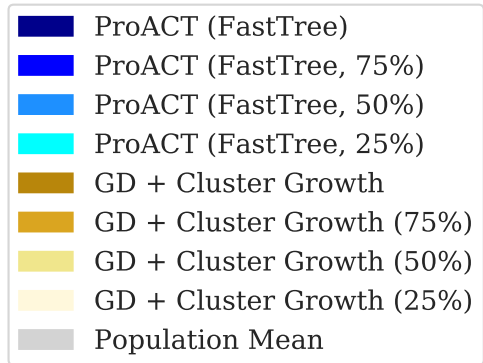 ProACT (FastTree)
ProACT (FastTree, 75%)
ProACT (FastTree, 50%)
ProACT (FastTree, 25%)
GD + Cluster Growth
GD + Cluster Growth (75%)
GD + Cluster Growth (50%)
GD + Cluster Growth (25%)
Population Mean